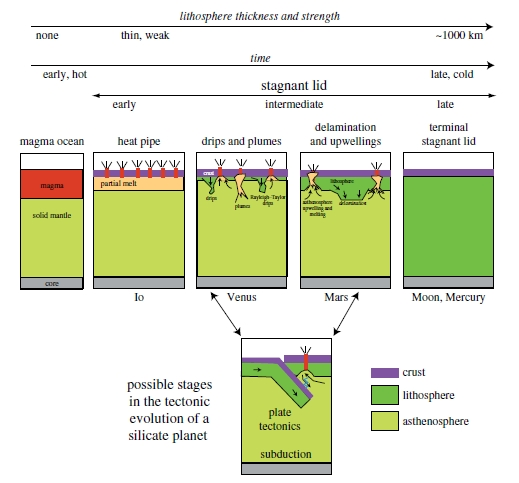 lithosphere thickness and strength
none
thin, weak
~1000 km
time
early, hot
late, cold
stagnant lid
early
intermediate
late
magma ocean
heat pipe
drips and plumes
delamination
and upwellings
terminal
stagnant lid
magma
solid mantle
core
partial melt
crust
drips
plumes
Rayleigh-Taylor
drips
lithosphere
asthenosphere
upwelling and
melting
delamination
Io
Venus
Mars
Moon, Mercury
possible stages
in the tectonic
evolution of a
silicate planet
plate
tectonics
subduction
crust
lithosphere
asthenosphere